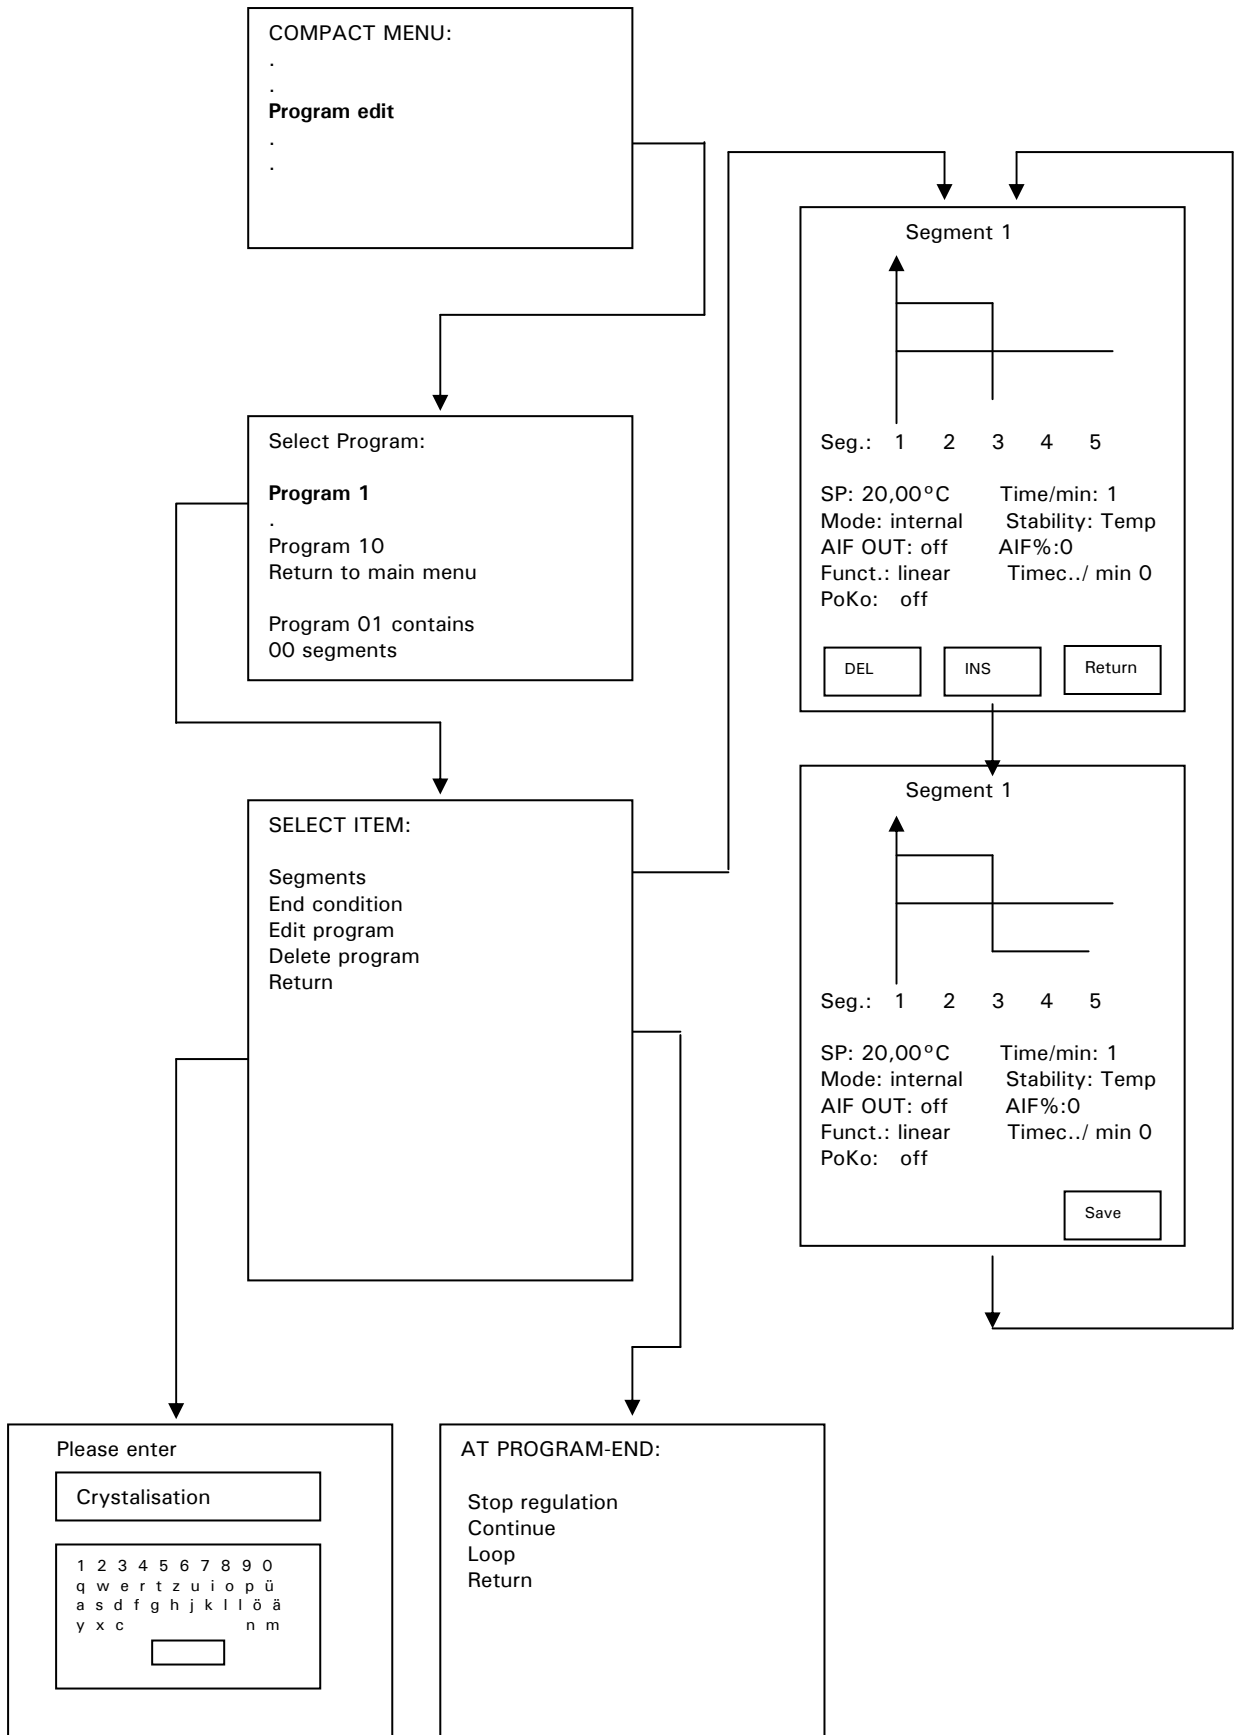 COMPACT MENU:
.
.
Program edit
.
.
Select Program:
Program 1
.
Program 10
Return to main menu
Program 01 contains
00 segments
SELECT ITEM:
Segments
End condition
Edit program
Delete program
Return
Segment 1
Seg.: 1 2 3 4 5
SP: 20,00°C Time/min: 1
Mode: internal Stability: Temp
AIF OUT: off AIF%:0
Funct.: linear Timec../ min 0
PoKo: off
DEL INS Return
Segment 1
Seg.: 1 2 3 4 5
SP: 20,00°C Time/min: 1
Mode: internal Stability: Temp
AIF OUT: off AIF%:0
Funct.: linear Timec../ min 0
PoKo: off
Save
Please enter
Crystalisation
1 2 3 4 5 6 7 8 9 0
q w e r t z u i o p ü
a s d f g h j k l l ö ä
y x c n m
AT PROGRAM-END:
Stop regulation
Continue
Loop
Return